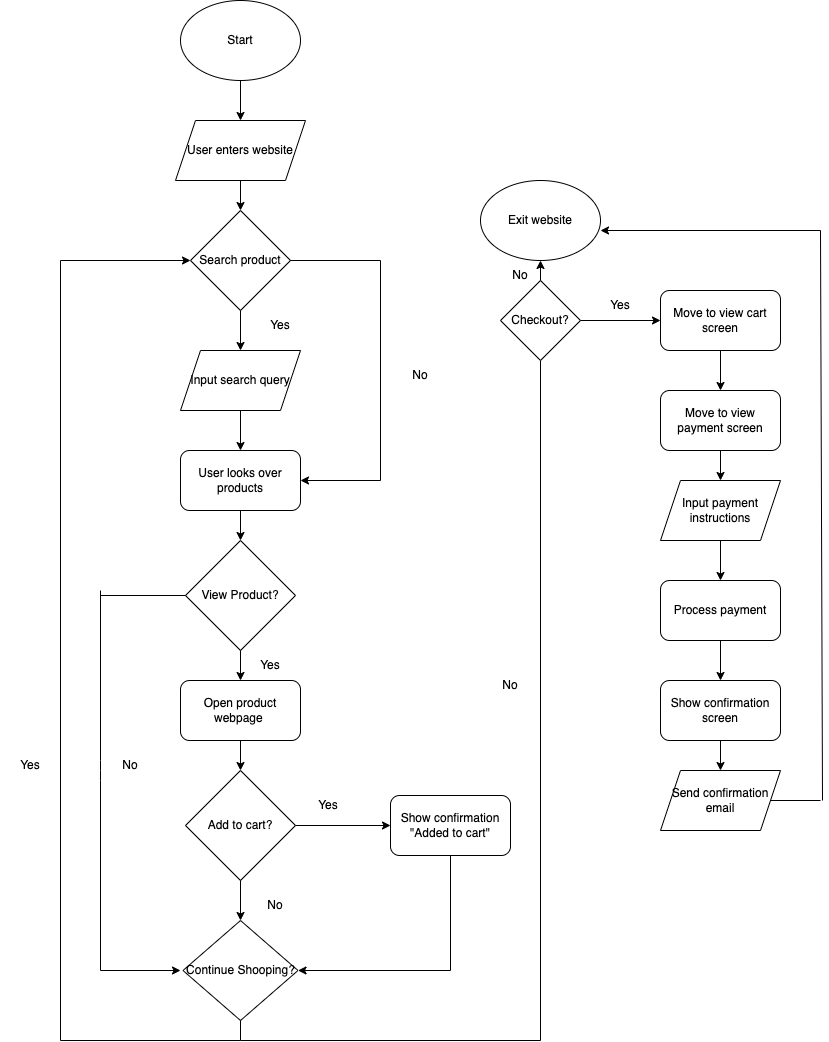 Start
User enters website
Search product
Yes
No
Input search query
User looks over
products
View Product?
Yes
No
Open product
webpage
Add to cart?
Yes
Show confirmation
"Added to cart"
No
Continue Shooping?
Yes
No
Checkout?
No
Exit website
Yes
Move to view cart
screen
Move to view
payment screen
Input payment
instructions
Process payment
Show confirmation
screen
Send confirmation
email